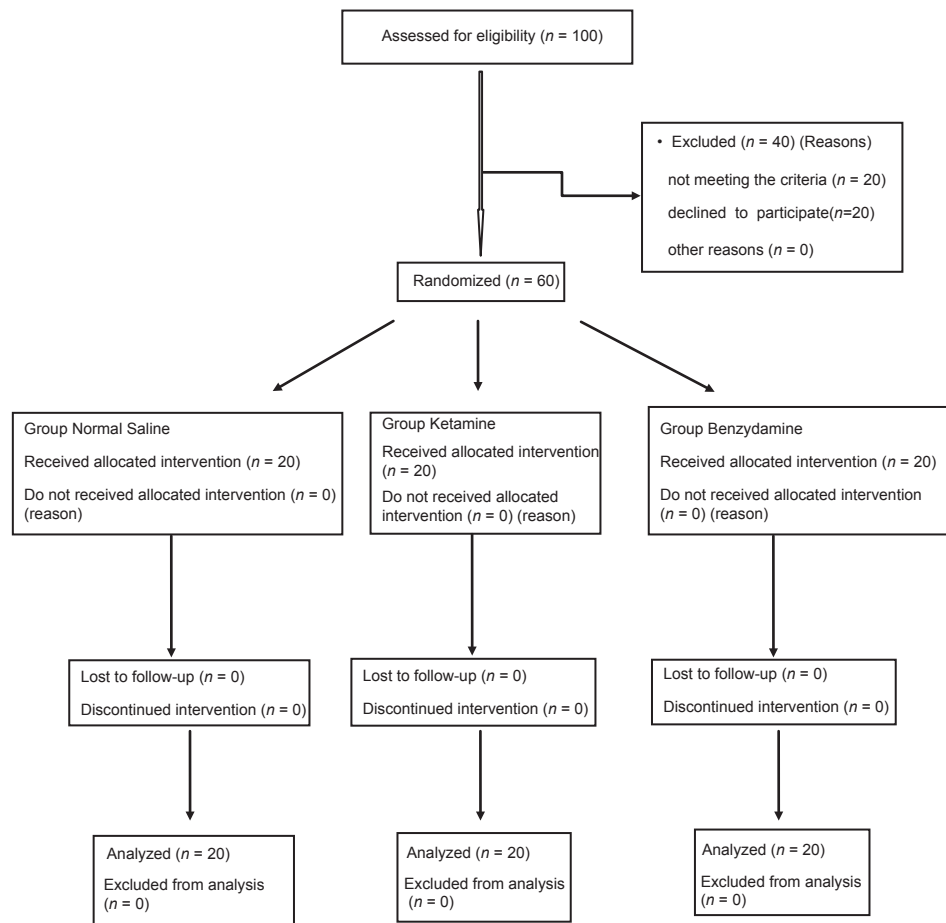 Assessed for eligibility (n = 100)
• Excluded (n = 40) (Reasons)
not meeting the criteria (n = 20)
declined to participate(n=20)
other reasons (n = 0)
Randomized (n = 60)
Group Normal Saline
Received allocated intervention (n = 20)
Do not received allocated intervention (n = 0)
(reason)
Group Ketamine
Received allocated intervention
(n = 20)
Do not received allocated
intervention (n = 0) (reason)
Group Benzydamine
Received allocated intervention (n = 20)
Do not received allocated intervention
(n = 0) (reason)
Lost to follow-up (n = 0)
Discontinued intervention (n = 0)
Lost to follow-up (n = 0)
Discontinued intervention (n = 0)
Lost to follow-up (n = 0)
Discontinued intervention (n = 0)
Analyzed (n = 20)
Excluded from analysis
(n = 0)
Analyzed (n = 20)
Excluded from analysis
(n = 0)
Analyzed (n = 20)
Excluded from analysis
(n = 0)